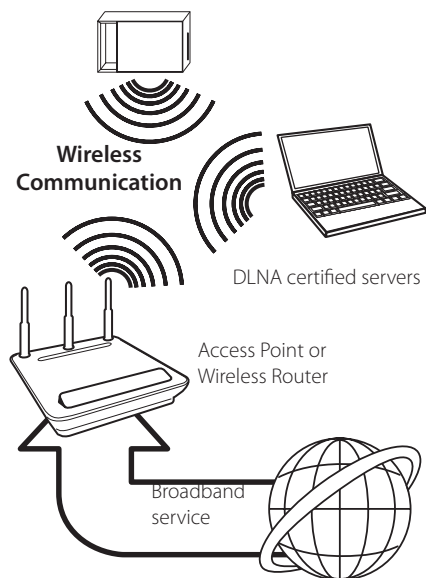 Wireless
Communication
DLNA certified servers
Access Point or
Wireless Router
Broadband
service